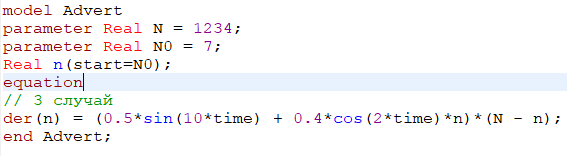 model Advert
parameter Real N = 1234;
parameter Real N0 = 7;
Real n(start=N0);
equation
// 3 случай
der(n) = (0.5*sin(10*time) + 0.4*cos(2*time)*n)*(N - n);
end Advert;